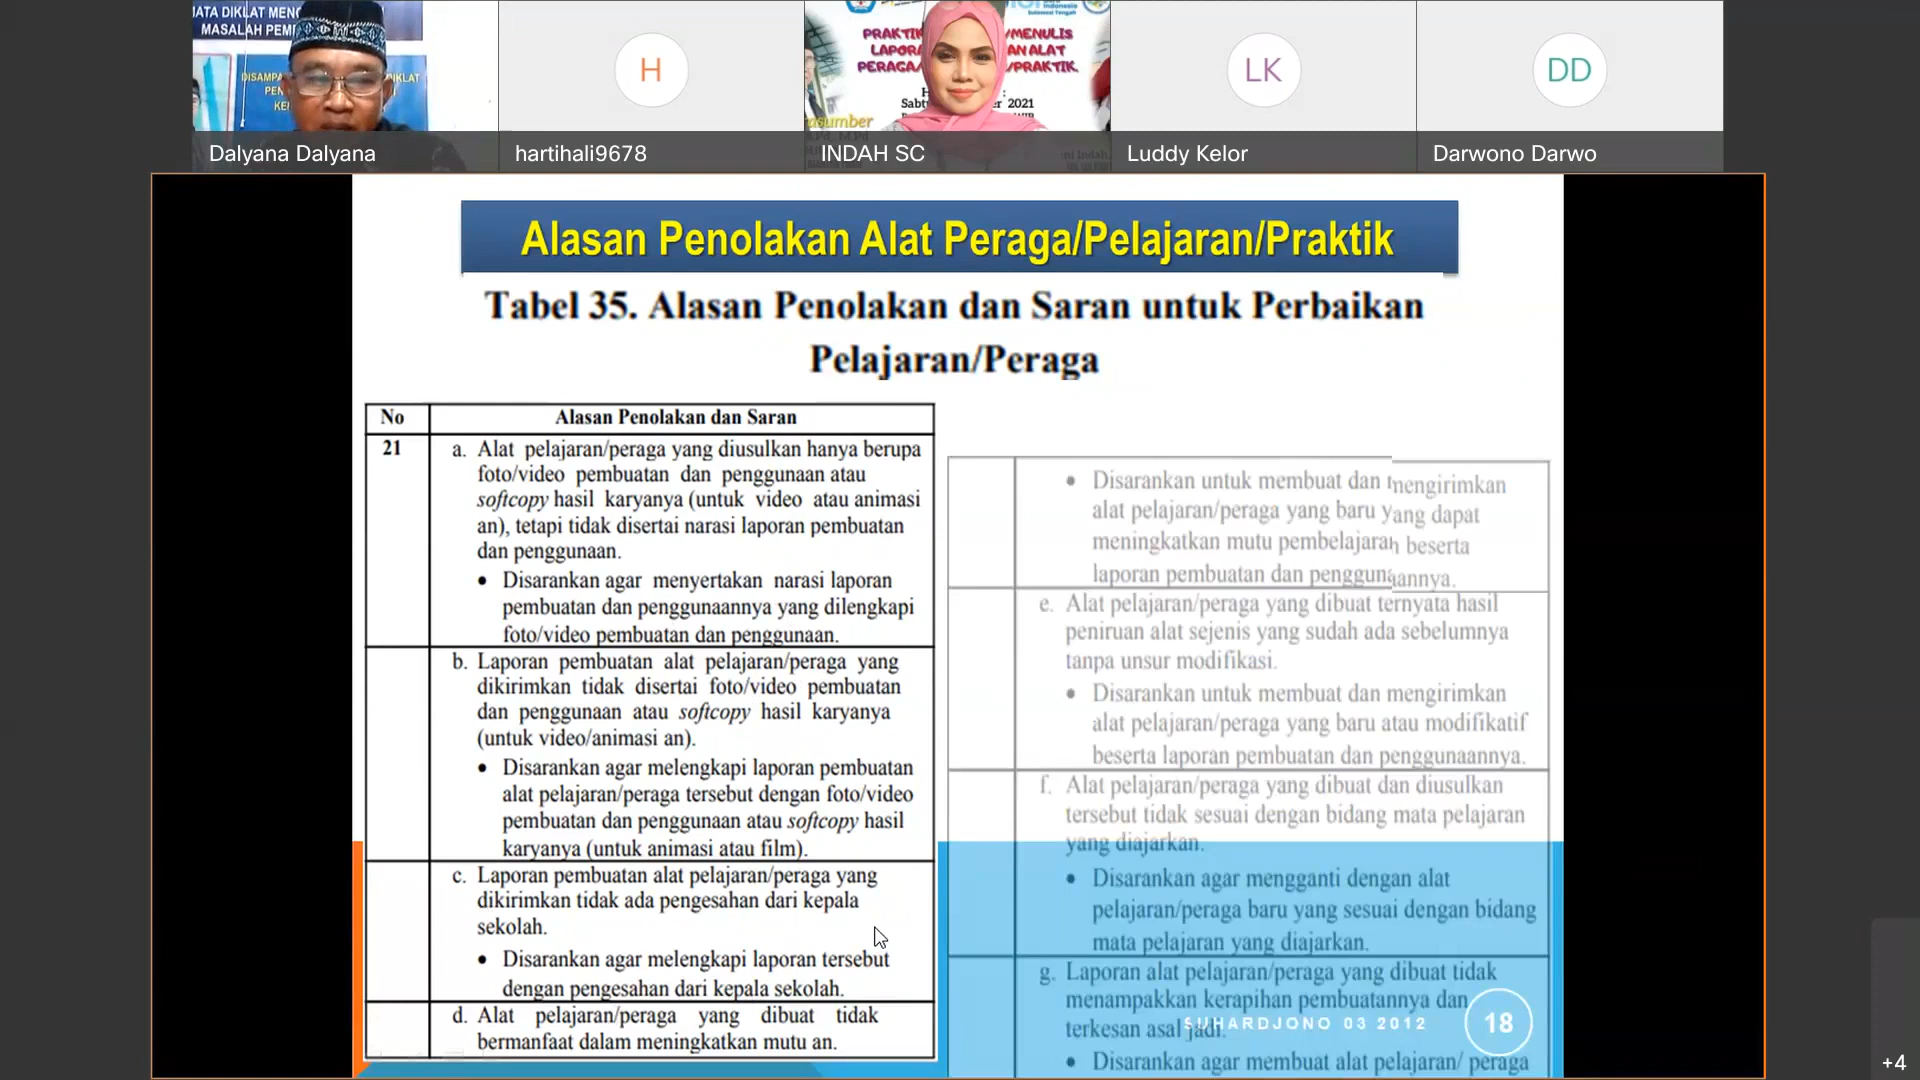 MASALAH
DISAMPA
H
PRAKTIK
MENULIS
AN ALAT
PERAGA/
/PRAKTIK.
2021
asumber
LK
DD
Dalyana Dalyana
hartihali9678
INDAH SC
Luddy Kelor
Darwono Darwo
Alasan Penolakan Alat Peraga/Pelajaran/Praktik
Tabel 35. Alasan Penolakan dan Saran untuk Perbaikan
Pelajaran/Peraga
No Alasan Penolakan dan Saran
21 a. Alat pelajaran/peraga yang diusulkan hanya berupa
foto/video pembuatan dan penggunaan atau
softcopy hasil karyanya (untuk video atau animasi
an), tetapi tidak disertai narasi laporan pembuatan
dan penggunaan.
• Disarankan agar menyertakan narasi laporan
pembuatan dan penggunaannya yang dilengkapi
foto/video pembuatan dan penggunaan.
b. Laporan pembuatan alat pelajaran/peraga yang
dikirimkan tidak disertai foto/video pembuatan
dan penggunaan atau softcopy hasil karyanya
(untuk video/animasi an).
• Disarankan agar melengkapi laporan pembuatan
alat pelajaran/peraga tersebut dengan foto/video
pembuatan dan penggunaan atau softcopy hasil
karyanya (untuk animasi atau film).
c. Laporan pembuatan alat pelajaran/peraga yang
dikirimkan tidak ada pengesahan dari kepala
sekolah.
• Disarankan agar melengkapi laporan tersebut
dengan pengesahan dari kepala sekolah.
d. Alat pelajaran/peraga yang dibuat tidak
bermanfaat dalam meningkatkan mutu an.
• Disarankan untuk membuat dan mengirimkan
alat pelajaran/peraga yang baru yang dapat
meningkatkan mutu pembelajaran beserta
laporan pembuatan dan penggunaannya.
e. Alat pelajaran/peraga yang dibuat ternyata hasil
peniruan alat sejenis yang sudah ada sebelumnya
tanpa unsur modifikasi.
• Disarankan untuk membuat dan mengirimkan
alat pelajaran/peraga yang baru atau modifikatif
beserta laporan pembuatan dan penggunaannya.
f. Alat pelajaran/peraga yang dibuat dan diusulkan
tersebut tidak sesuai dengan bidang mata pelajaran
yang diajarkan.
• Disarankan agar mengganti dengan alat
pelajaran/peraga baru yang sesuai dengan bidang
mata pelajaran yang diajarkan.
g. Laporan alat pelajaran/peraga yang dibuat tidak
menampakkan kerapihan pembuatannya dan
terkesan asal jadi.
• Disarankan agar membuat alat pelajaran/ peraga
SUHARDJONO 03 2012
18
+4